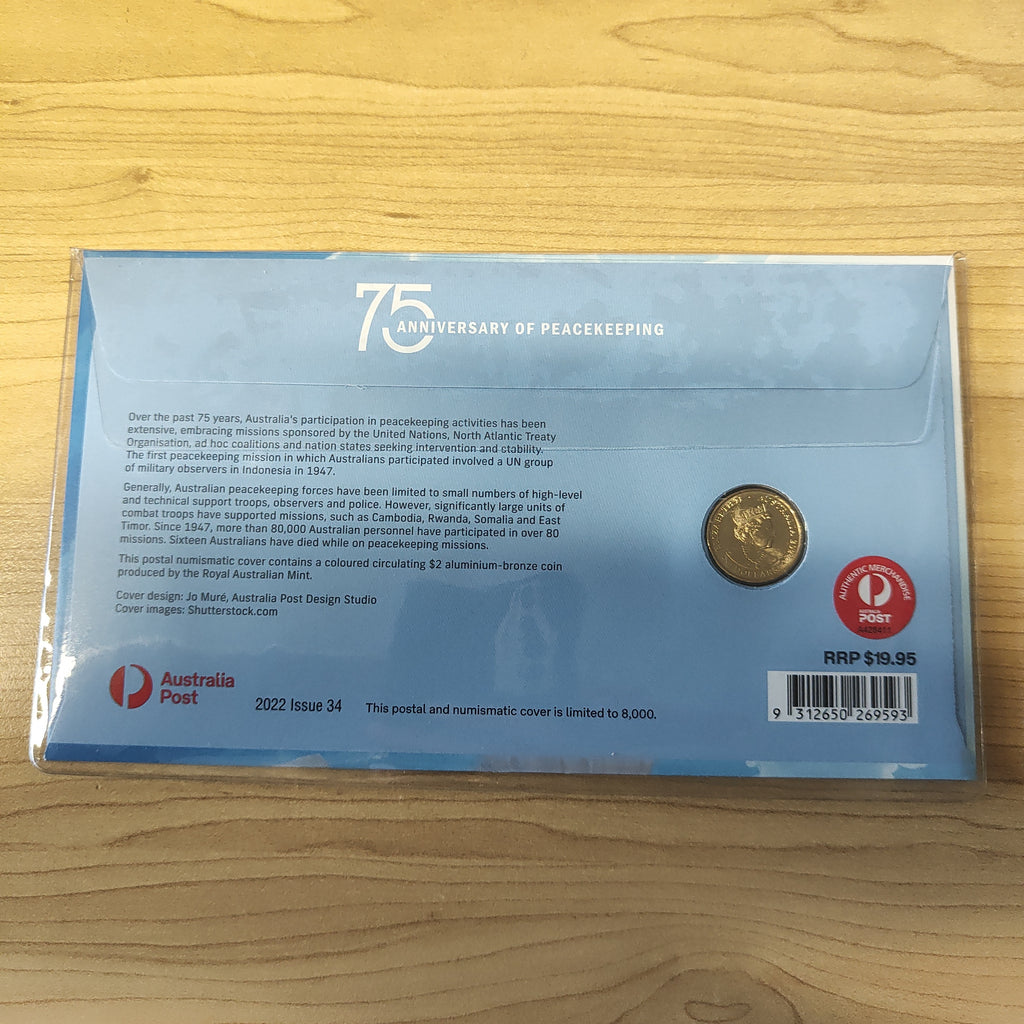 75
ANNIVERSARY OF PEACEKEEPING
Over the past 75 years, Australia's participation in peacekeeping activities has been
extensive, embracing missions sponsored by the United Nations, North Atlantic Treaty
Organisation, ad hoc coalitions and nation states seeking intervention and stability.
The first peacekeeping mission in which Australians participated involved a UN group
of military observers in Indonesia in 1947.
Generally, Australian peacekeeping forces have been limited to small numbers of high-level
and technical support troops, observers and police. However, significantly large units of
combat troops have supported missions, such as Cambodia, Rwanda, Somalia and East
Timor. Since 1947, more than 80,000 Australian personnel have participated in over 80
missions. Sixteen Australians have died while on peacekeeping missions.
This postal numismatic cover contains a coloured circulating $2 aluminium-bronze coin
produced by the Royal Australian Mint.
Cover design: Jo Muré, Australia Post Design Studio
Cover images: Shutterstock.com
AUTHENTIC MERCHANDISE
AUSTRALIA
POST
RRP $19.95
9 312650 269593
Australia
Post
2022 Issue 34
This postal and numismatic cover is limited to 8,000.